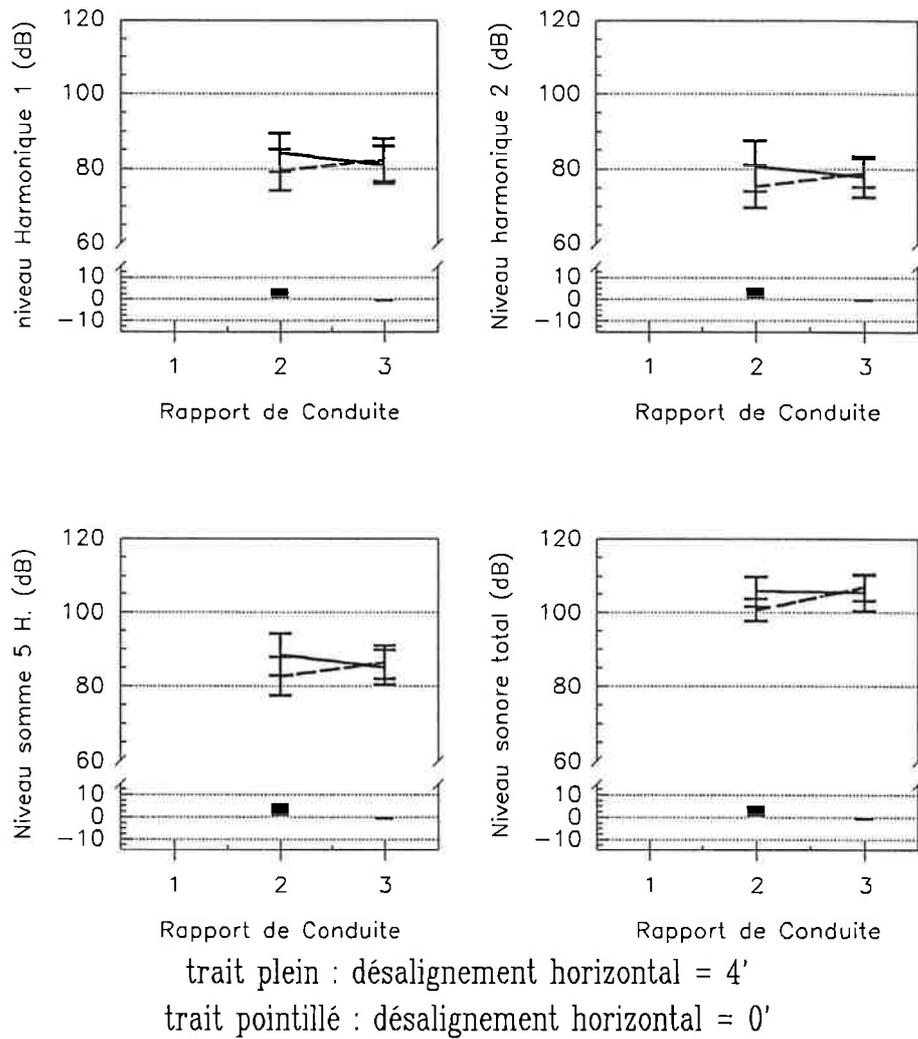 niveau Harmonique 1 (dB)
120
100
80
60
10
0
−10
1 2 3
Rapport de Conduite
Niveau harmonique 2 (dB)
120
100
80
60
10
0
−10
1 2 3
Rapport de Conduite
Niveau somme 5 H. (dB)
120
100
80
60
10
0
−10
1 2 3
Rapport de Conduite
Niveau sonore total (dB)
120
100
80
60
10
0
−10
1 2 3
Rapport de Conduite
trait plein : désalignement horizontal = 4'
trait pointillé : désalignement horizontal = 0'